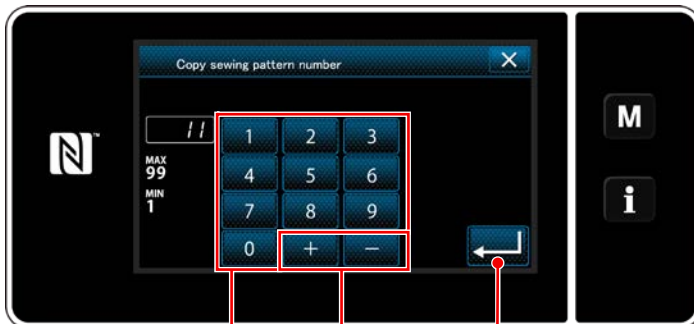 Copy sewing pattern number ×
11
MAX
99
MIN
1
1 2 3
4 5 6
7 8 9
0 + −
N
M
i